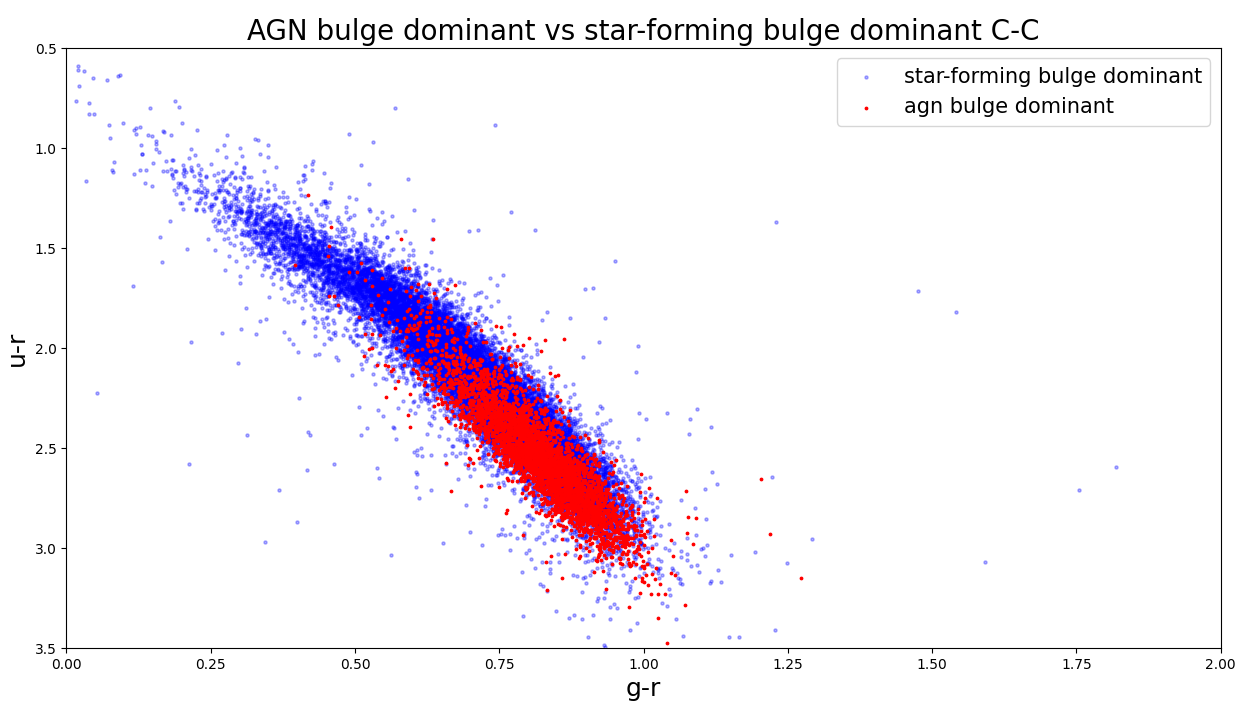 AGN bulge dominant vs star-forming bulge dominant C-C
star-forming bulge dominant
agn bulge dominant
0.5
1.0
1.5
2.0
2.5
3.0
3.5
u-r
0.00 0.25 0.50 0.75 1.00 1.25 1.50 1.75 2.00
g-r